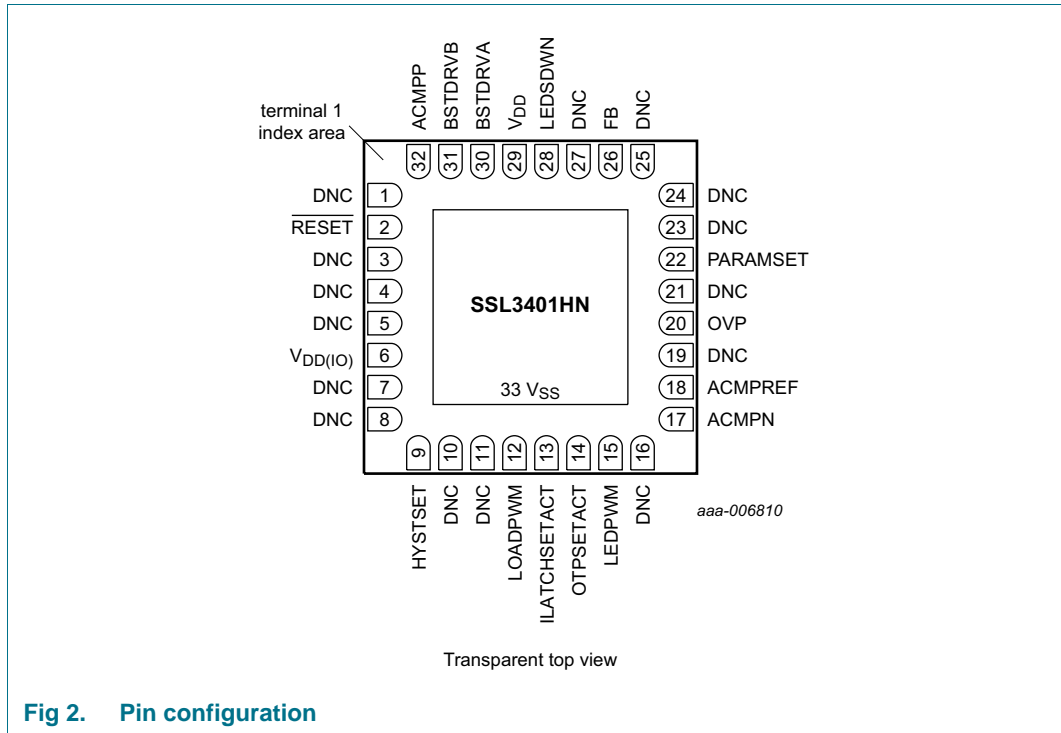 terminal 1
index area
ACMPP
BSTDRVB
BSTDRVA
VDD
LEDSDWN
DNC
FB
DNC
32
31
30
29
28
27
26
25
DNC 1
RESET 2
DNC 3
DNC 4
DNC 5
VDD(IO) 6
DNC 7
DNC 8
24 DNC
23 DNC
22 PARAMSET
21 DNC
20 OVP
19 DNC
18 ACMPREF
17 ACMPN
SSL3401HN
33 VSS
9
10
11
12
13
14
15
16
HYSTSET
DNC
DNC
LOADPWM
ILATCHSETACT
OTPSETACT
LEDPWM
DNC
aaa-006810
Transparent top view
Fig 2. Pin configuration